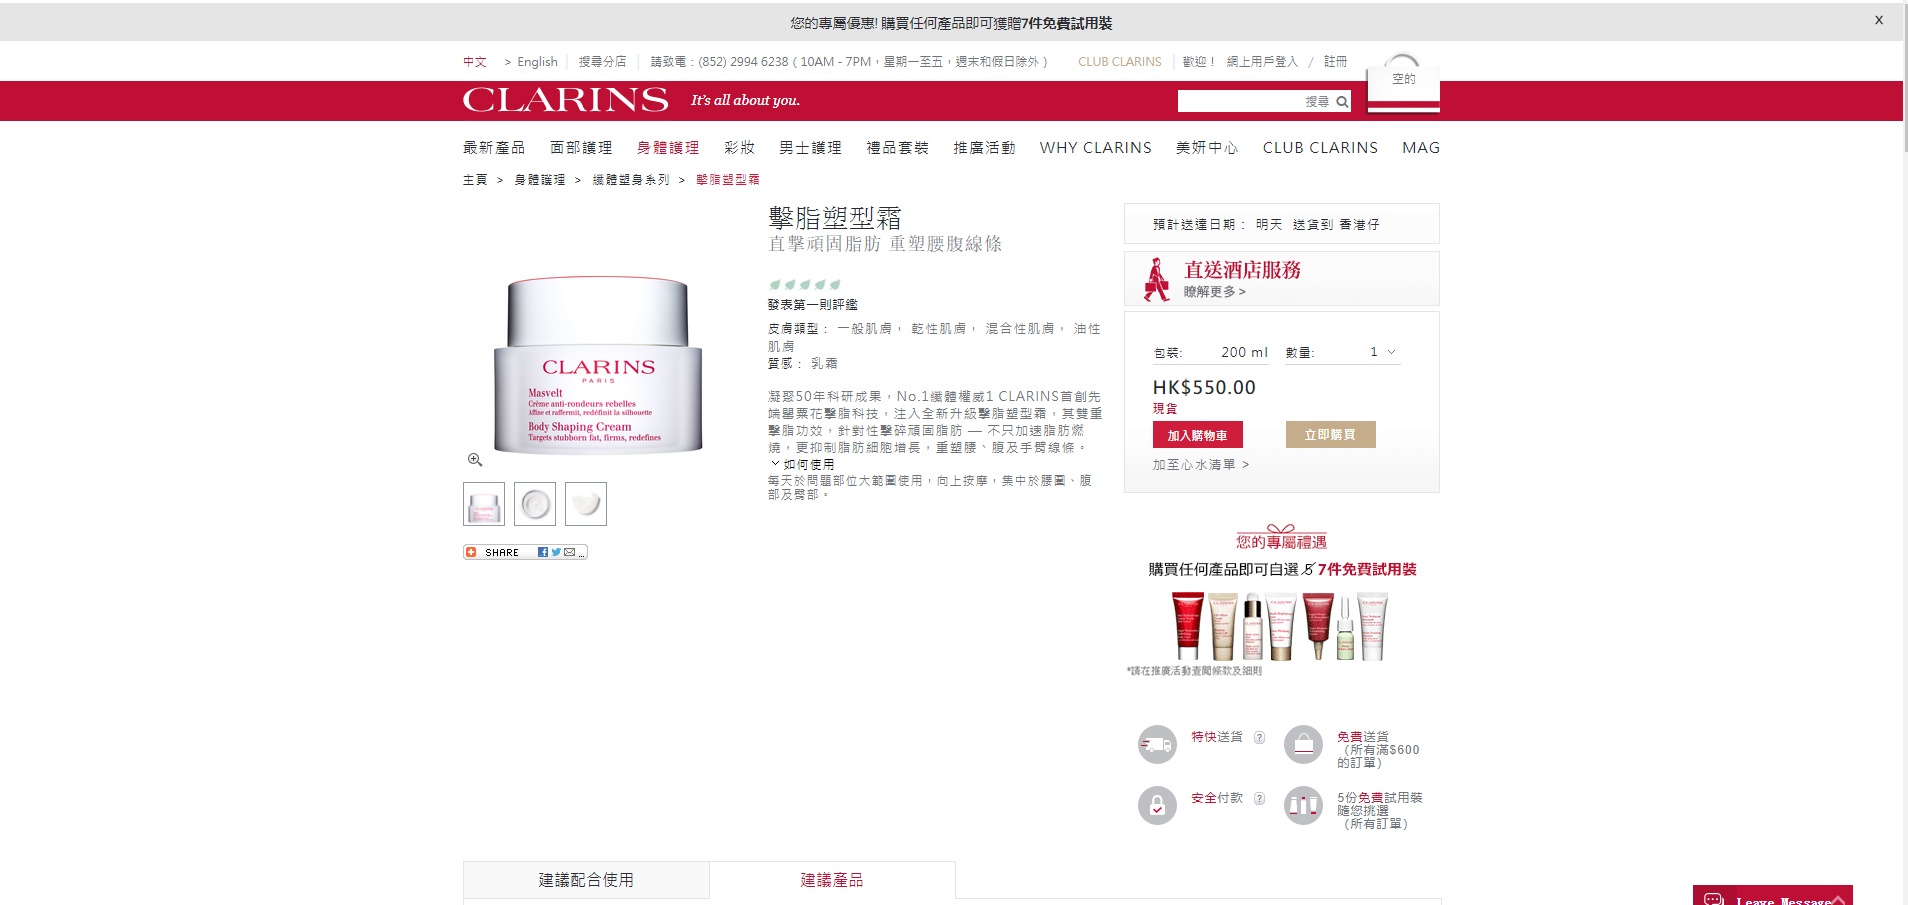 您的專屬優惠! 購買任何產品即可獲贈7件免費試用裝
X
中文 > English 搜尋分店 請致電：(852) 2994 6238 ( 10AM - 7PM，星期一至五，週末和假日除外 ) CLUB CLARINS 歡迎！ 網上用戶登入 / 註冊
空的
CLARINS It's all about you.
搜尋
最新產品 面部護理 身體護理 彩妝 男士護理 禮品套裝 推廣活動 WHY CLARINS 美妍中心 CLUB CLARINS MAG
主頁 > 身體護理 > 纖體塑身系列 > 擊脂塑型霜
CLARINS
PARIS
Masvelt
Crème anti-rondeurs rebelles
Affine et raffermit, redéfinit la silhouette
Body Shaping Cream
Targets stubborn fat, firms, redefines
SHARE ...
擊脂塑型霜
直擊頑固脂肪 重塑腰腹線條
發表第一則評鑑
皮膚類型： 一般肌膚， 乾性肌膚， 混合性肌膚， 油性
肌膚
質感： 乳霜
凝聚50年科研成果，No.1纖體權威1 CLARINS首創先
端罌粟花擊脂科技，注入全新升級擊脂塑型霜，其雙重
擊脂功效，針對性擊碎頑固脂肪 — 不只加速脂肪燃
燒，更抑制脂肪細胞增長，重塑腰、腹及手臂線條。
如何使用
每天於問題部位大範圍使用，向上按摩，集中於腰圍、腹
部及臀部。
預計送達日期： 明天 送貨到 香港仔
直送酒店服務
瞭解更多 >
包裝: 200 ml 數量: 1
HK$550.00
現貨
加入購物車 立即購買
加至心水清單 >
您的專屬禮遇
購買任何產品即可自選 5 7件免費試用裝
*請在推廣活動查閱條款及細則
特快送貨 ?
免費送貨
（所有滿$600
的訂單）
安全付款 ?
5份免費試用裝
隨您挑選
（所有訂單）
建議配合使用 建議產品
Leave Message